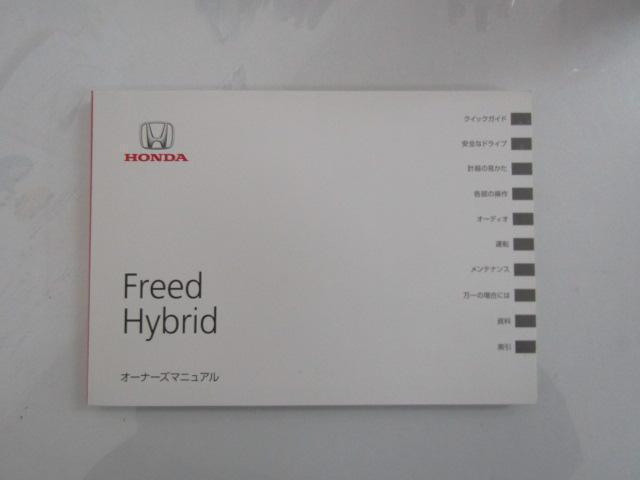 HONDA
Freed
Hybrid
オーナーズマニュアル
クイックガイド
安全なドライブ
計器の見かた
各部の操作
オーディオ
運転
メンテナンス
万一の場合には
資料
索引